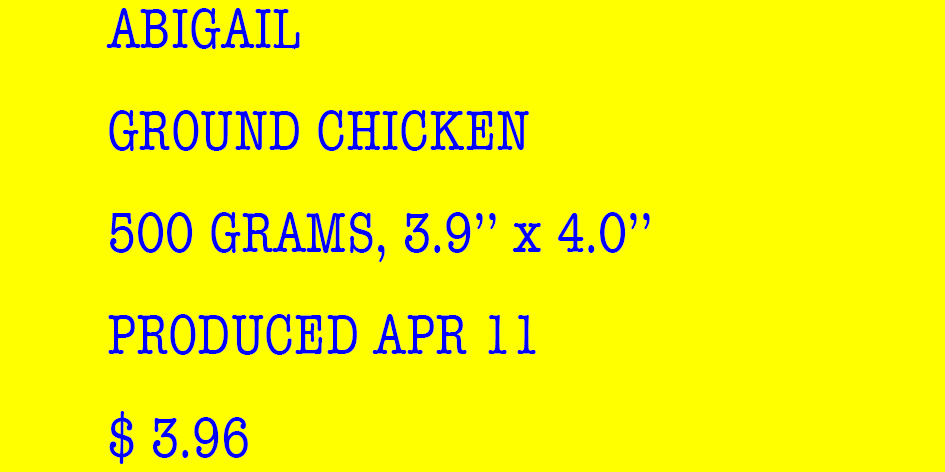 ABIGAIL
GROUND CHICKEN
500 GRAMS, 3.9” x 4.0”
PRODUCED APR 11
$ 3.96